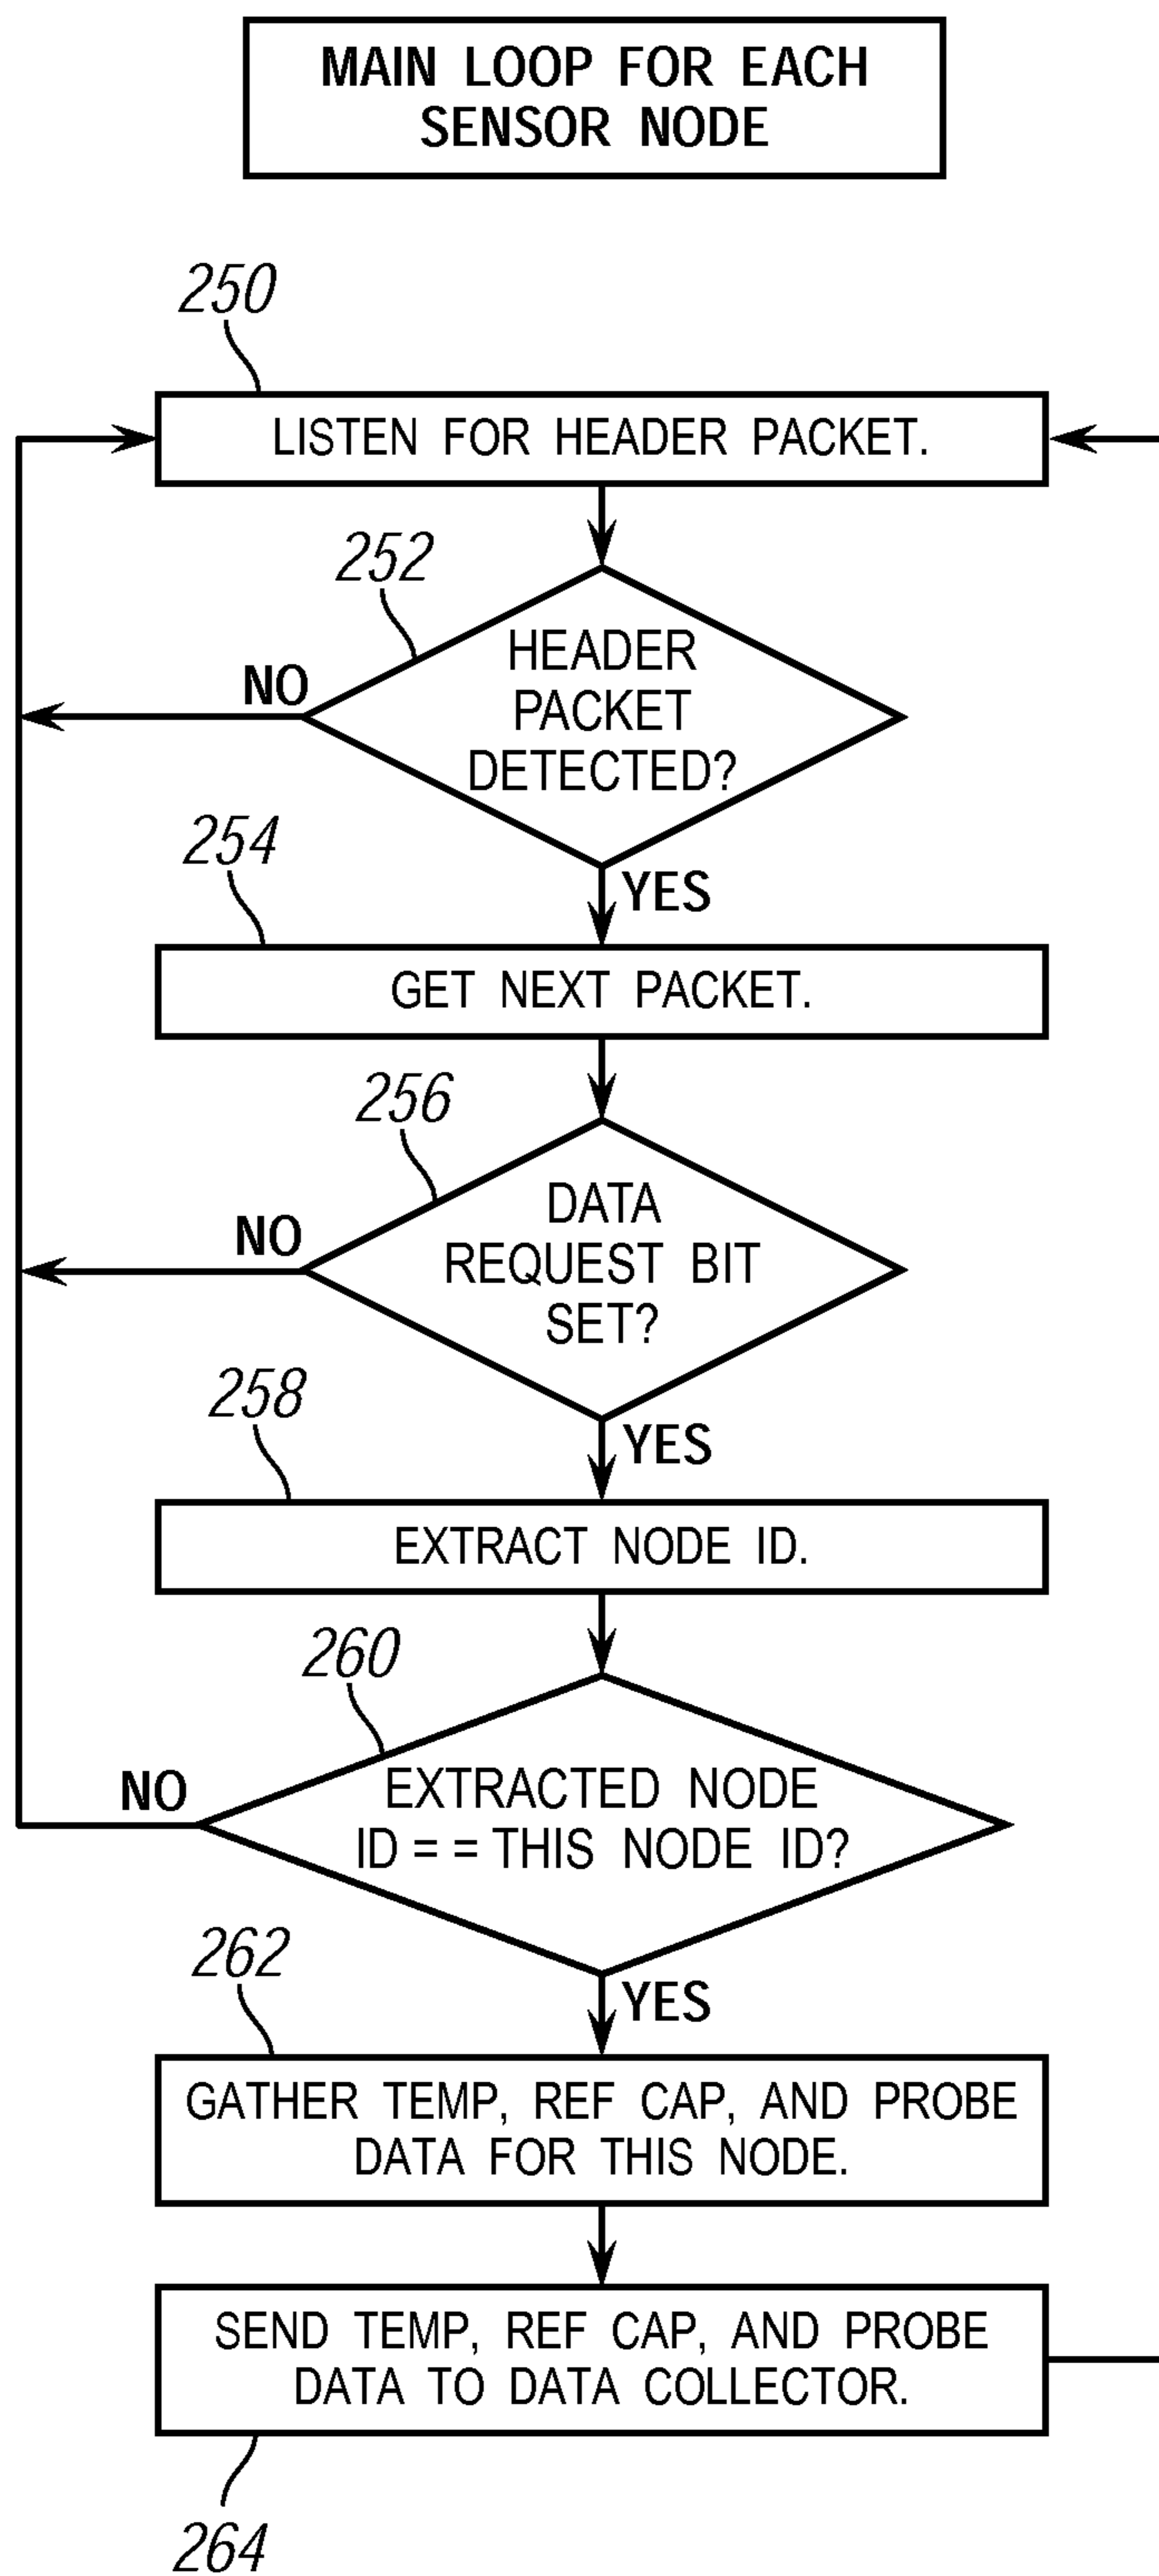 MAIN LOOP FOR EACH
SENSOR NODE
250
LISTEN FOR HEADER PACKET.
252
HEADER
PACKET
DETECTED?
NO
YES
254
GET NEXT PACKET.
256
DATA
REQUEST BIT
SET?
NO
YES
258
EXTRACT NODE ID.
260
EXTRACTED NODE
ID = = THIS NODE ID?
NO
YES
262
GATHER TEMP, REF CAP, AND PROBE
DATA FOR THIS NODE.
SEND TEMP, REF CAP, AND PROBE
DATA TO DATA COLLECTOR.
264